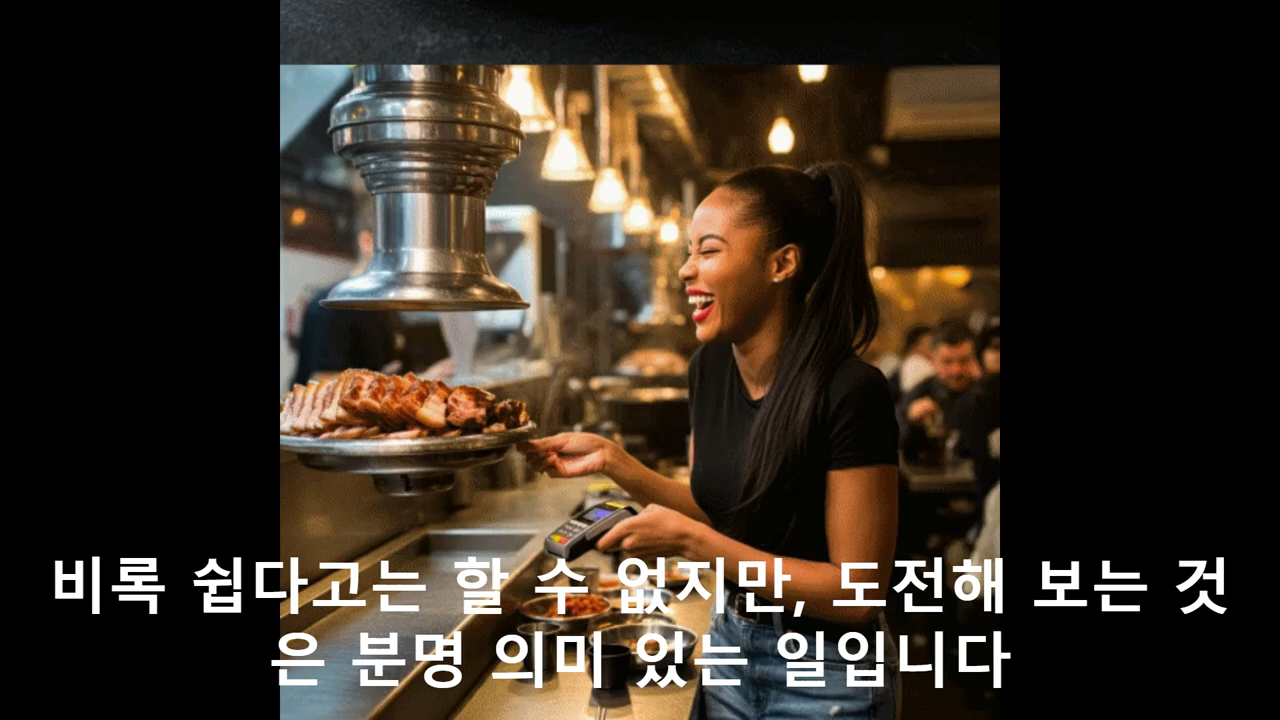 비록 쉽다고는 할 수 없지만, 도전해 보는 것
은 분명 의미 있는 일입니다